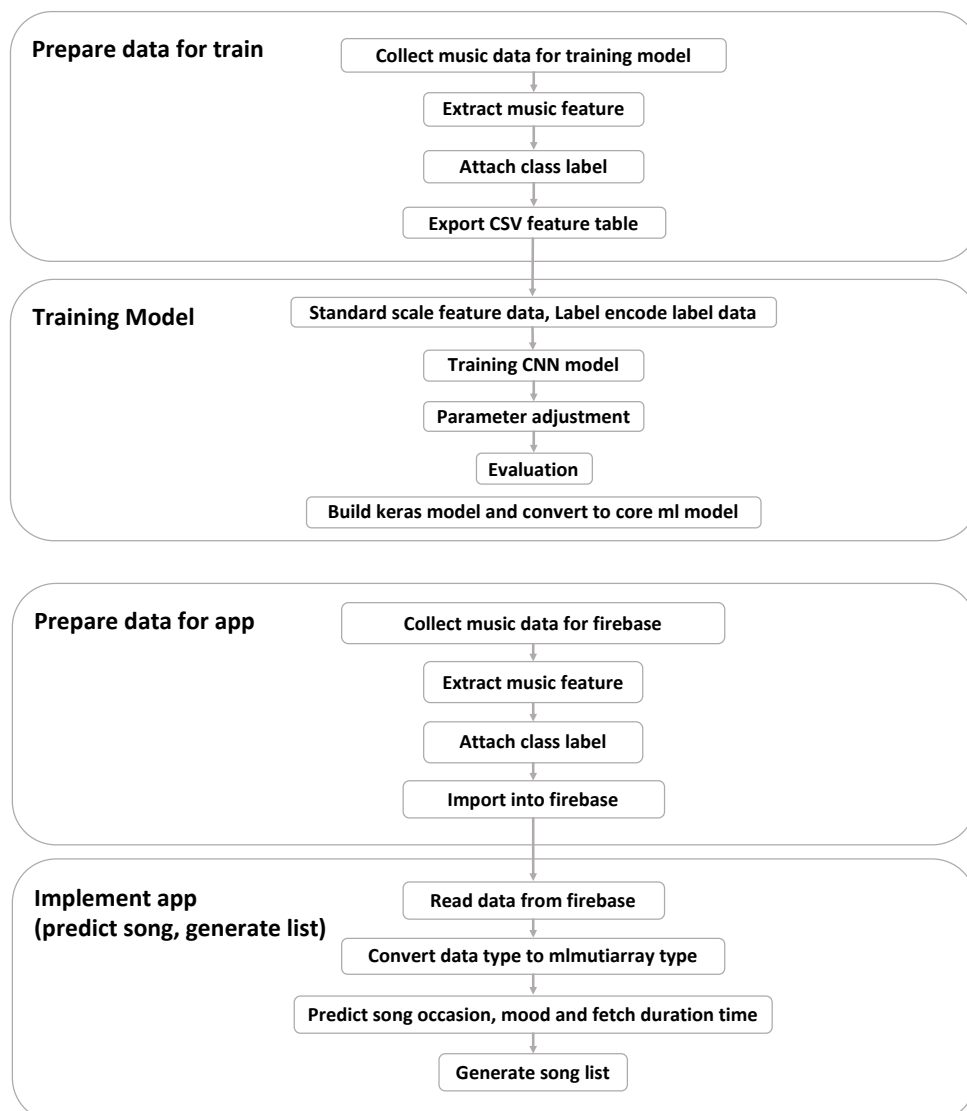 Prepare data for train
Collect music data for training model
Extract music feature
Attach class label
Export CSV feature table
Training Model
Standard scale feature data, Label encode label data
Training CNN model
Parameter adjustment
Evaluation
Build keras model and convert to core ml model
Prepare data for app
Collect music data for firebase
Extract music feature
Attach class label
Import into firebase
Implement app
(predict song, generate list)
Read data from firebase
Convert data type to mlmutiarray type
Predict song occasion, mood and fetch duration time
Generate song list